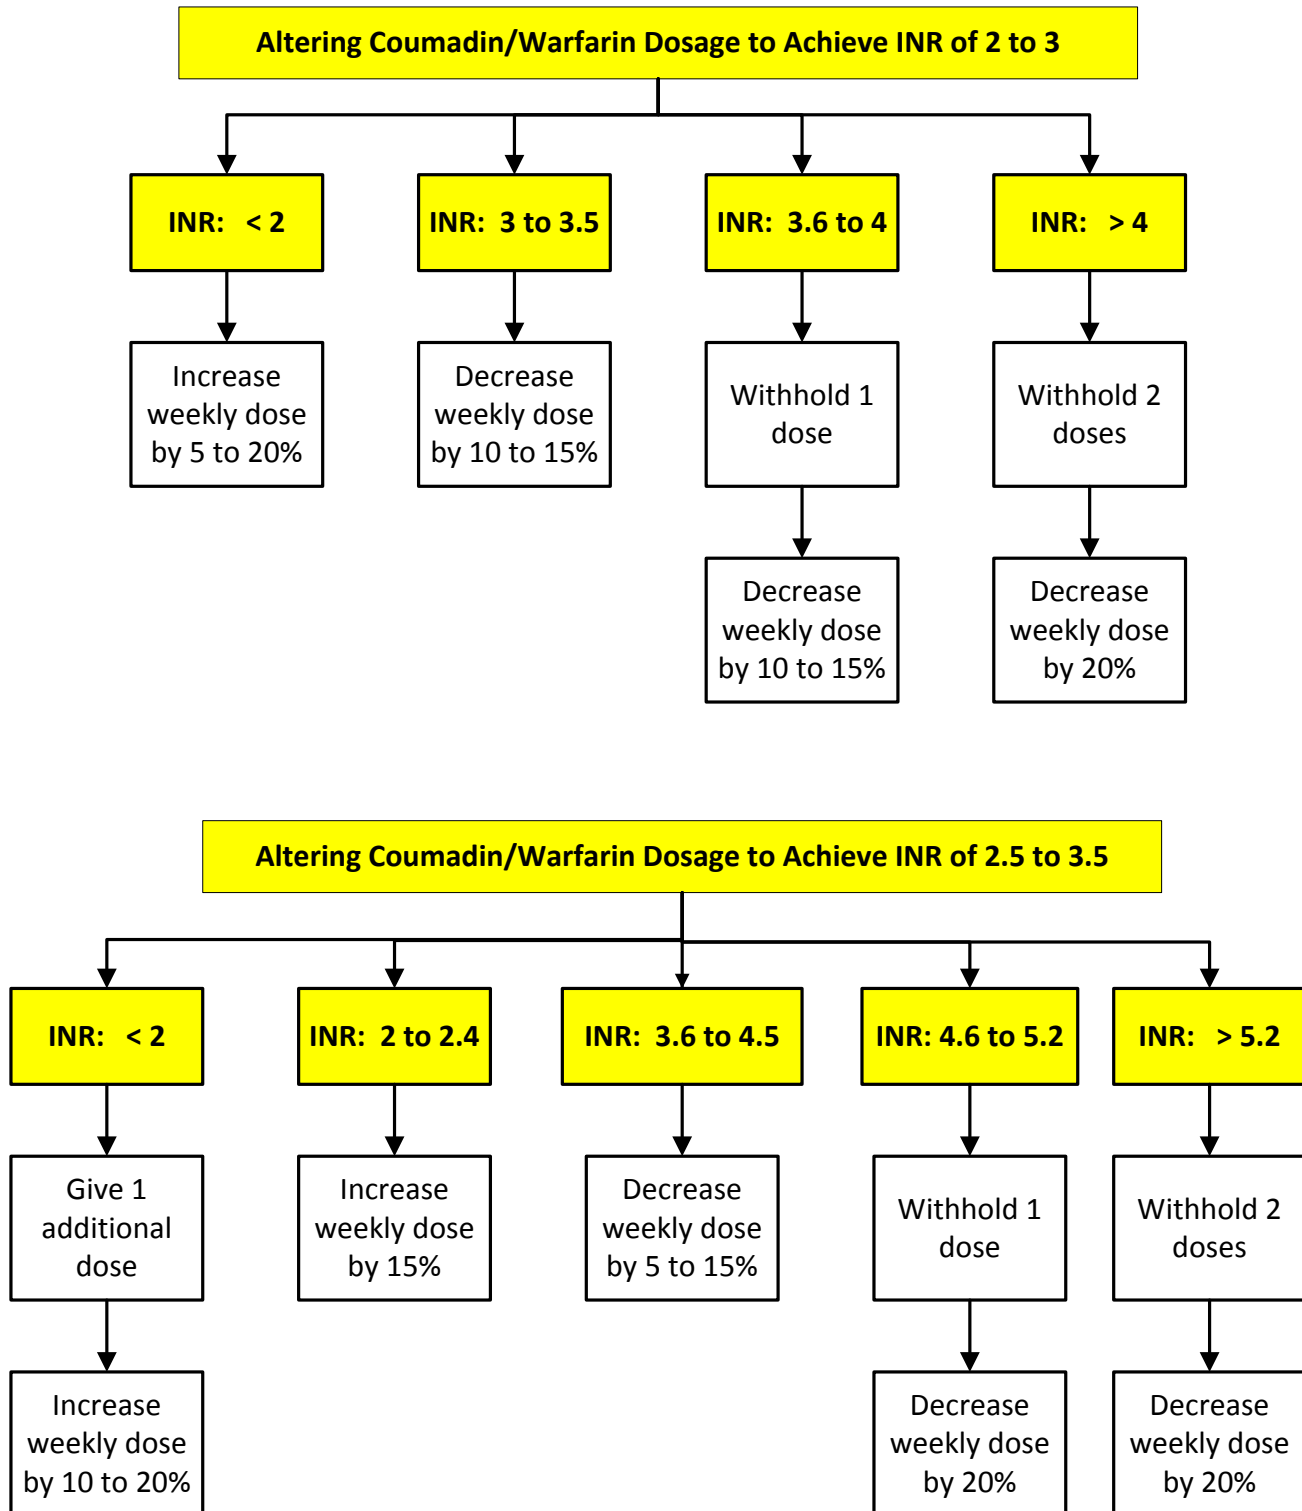 Altering Coumadin/Warfarin Dosage to Achieve INR of 2 to 3
INR: < 2
INR: 3 to 3.5
INR: 3.6 to 4
INR: > 4
Increase
weekly dose
by 5 to 20%
Decrease
weekly dose
by 10 to 15%
Withhold 1
dose
Withhold 2
doses
Decrease
weekly dose
by 10 to 15%
Decrease
weekly dose
by 20%
Altering Coumadin/Warfarin Dosage to Achieve INR of 2.5 to 3.5
INR: < 2
INR: 2 to 2.4
INR: 3.6 to 4.5
INR: 4.6 to 5.2
INR: > 5.2
Give 1
additional
dose
Increase
weekly dose
by 15%
Decrease
weekly dose
by 5 to 15%
Withhold 1
dose
Withhold 2
doses
Increase
weekly dose
by 10 to 20%
Decrease
weekly dose
by 20%
Decrease
weekly dose
by 20%